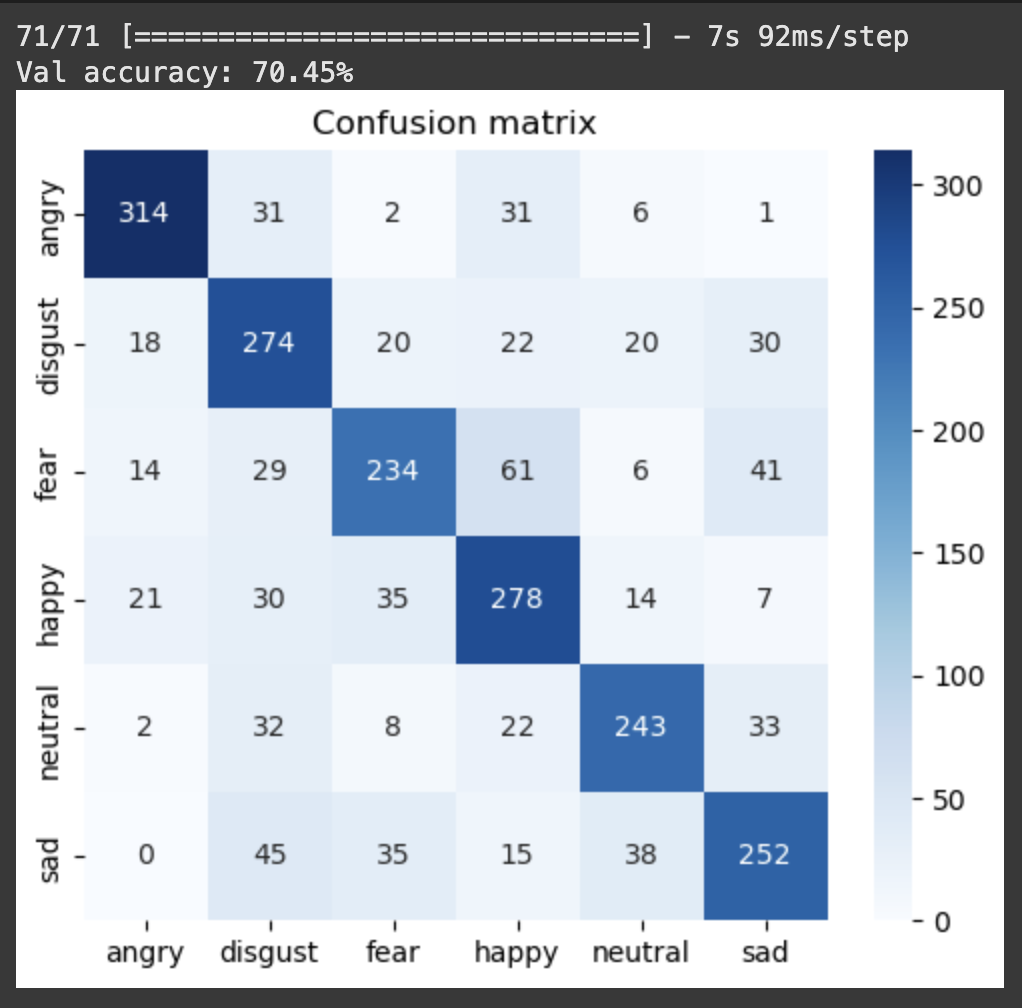 71/71 [==============================] - 7s 92ms/step
Val accuracy: 70.45%
Confusion matrix
angry 314 31 2 31 6 1
disgust 18 274 20 22 20 30
fear 14 29 234 61 6 41
happy 21 30 35 278 14 7
neutral 2 32 8 22 243 33
sad 0 45 35 15 38 252
angry disgust fear happy neutral sad
300
250
200
150
100
50
0